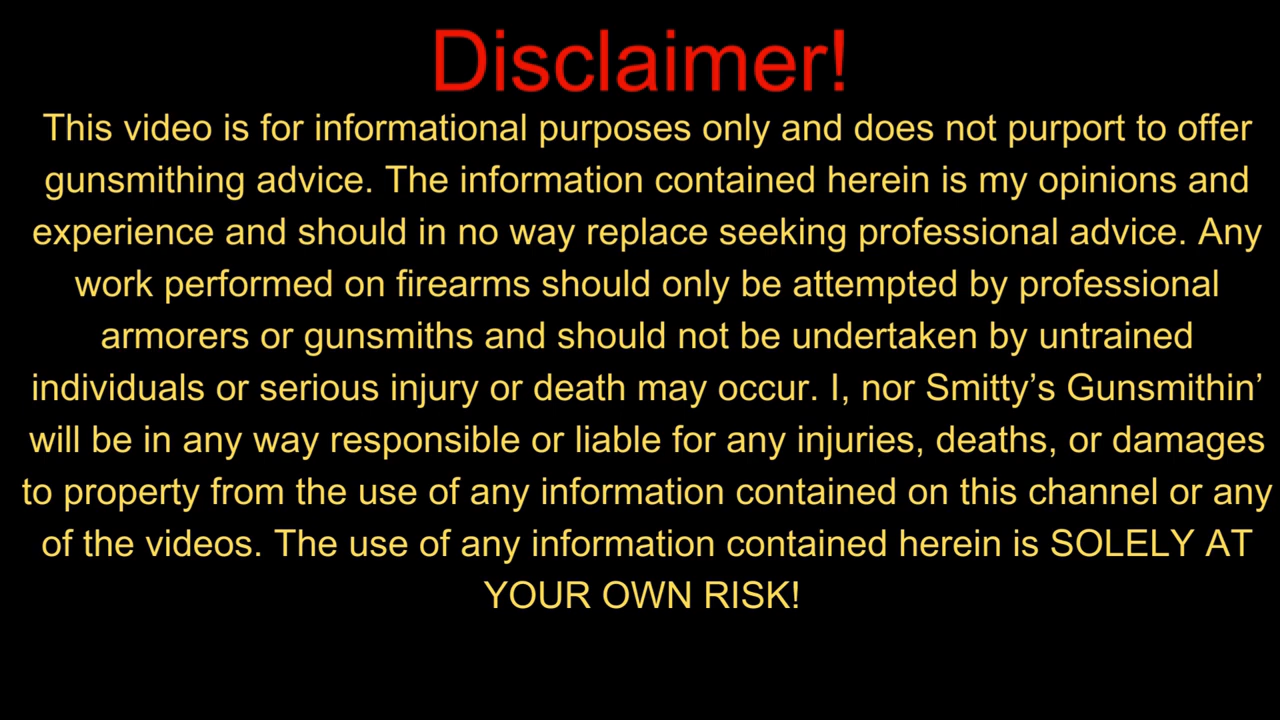 Disclaimer!
This video is for informational purposes only and does not purport to offer
gunsmithing advice. The information contained herein is my opinions and
experience and should in no way replace seeking professional advice. Any
work performed on firearms should only be attempted by professional
armorers or gunsmiths and should not be undertaken by untrained
individuals or serious injury or death may occur. I, nor Smitty’s Gunsmithin’
will be in any way responsible or liable for any injuries, deaths, or damages
to property from the use of any information contained on this channel or any
of the videos. The use of any information contained herein is SOLELY AT
YOUR OWN RISK!